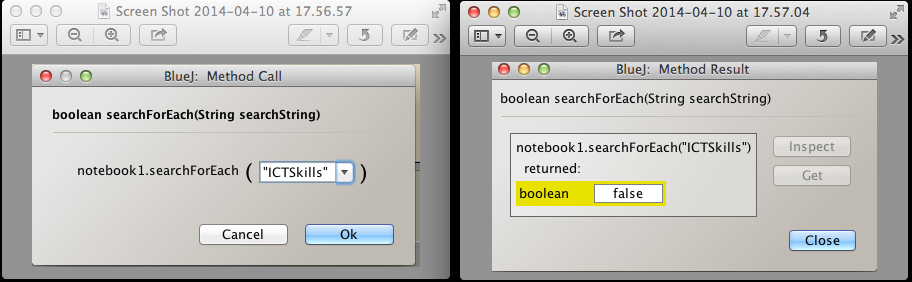 Screen Shot 2014-04-10 at 17.56.57
BlueJ: Method Call
boolean searchForEach(String searchString)
notebook1.searchForEach ( "ICTSkills" )
Cancel
Ok
Screen Shot 2014-04-10 at 17.57.04
BlueJ: Method Result
boolean searchForEach(String searchString)
notebook1.searchForEach("ICTSkills")
returned:
boolean false
Inspect
Get
Close